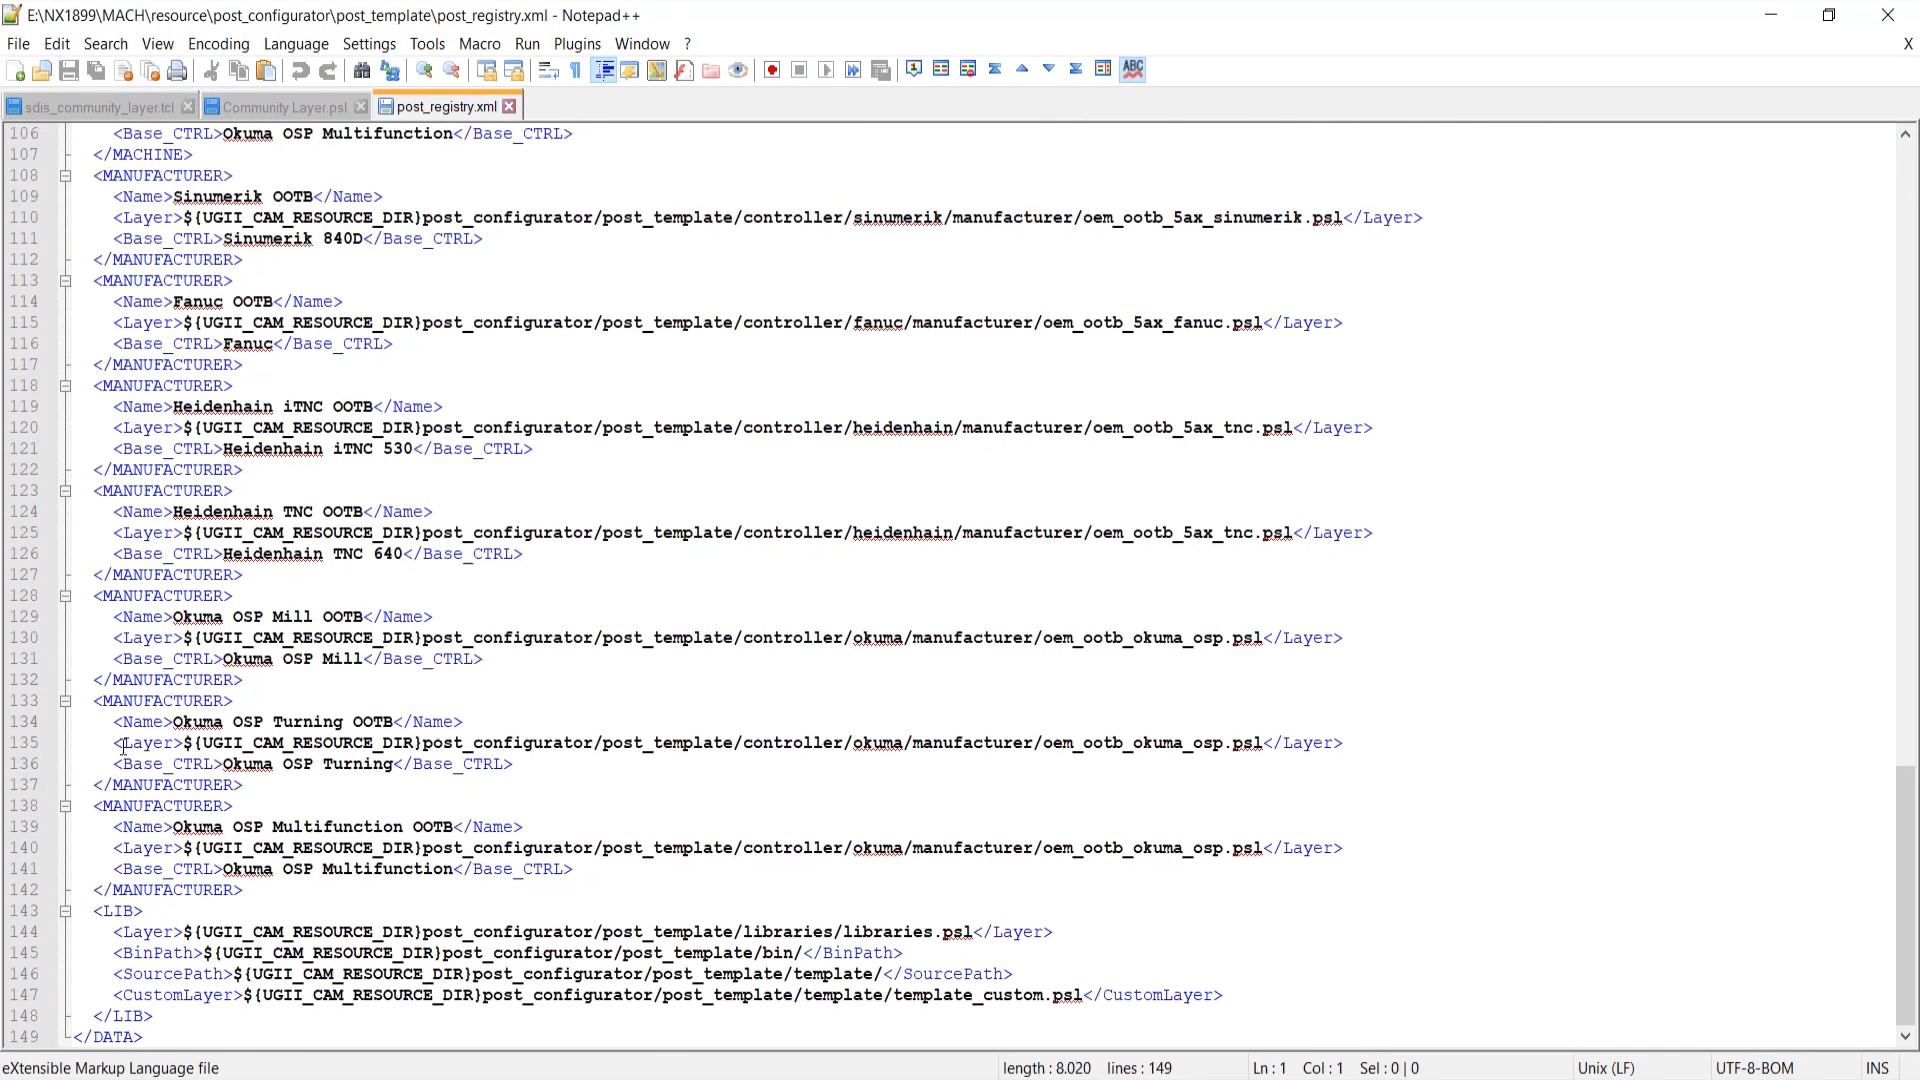 E:\NX1899\MACH\resource\post_configurator\post_template\post_registry.xml - Notepad++
File Edit Search View Encoding Language Settings Tools Macro Run Plugins Window ? X
ABC
sdis_community_layer.tcl Community Layer.psl post_registry.xml
106 <Base_CTRL>Okuma OSP Multifunction</Base_CTRL>
107 </MACHINE>
108 <MANUFACTURER>
109 <Name>Sinumerik OOTB</Name>
110 <Layer>${UGII_CAM_RESOURCE_DIR}post_configurator/post_template/controller/sinumerik/manufacturer/oem_ootb_5ax_sinumerik.psl</Layer>
111 <Base_CTRL>Sinumerik 840D</Base_CTRL>
112 </MANUFACTURER>
113 <MANUFACTURER>
114 <Name>Fanuc OOTB</Name>
115 <Layer>${UGII_CAM_RESOURCE_DIR}post_configurator/post_template/controller/fanuc/manufacturer/oem_ootb_5ax_fanuc.psl</Layer>
116 <Base_CTRL>Fanuc</Base_CTRL>
117 </MANUFACTURER>
118 <MANUFACTURER>
119 <Name>Heidenhain iTNC OOTB</Name>
120 <Layer>${UGII_CAM_RESOURCE_DIR}post_configurator/post_template/controller/heidenhain/manufacturer/oem_ootb_5ax_tnc.psl</Layer>
121 <Base_CTRL>Heidenhain iTNC 530</Base_CTRL>
122 </MANUFACTURER>
123 <MANUFACTURER>
124 <Name>Heidenhain TNC OOTB</Name>
125 <Layer>${UGII_CAM_RESOURCE_DIR}post_configurator/post_template/controller/heidenhain/manufacturer/oem_ootb_5ax_tnc.psl</Layer>
126 <Base_CTRL>Heidenhain TNC 640</Base_CTRL>
127 </MANUFACTURER>
128 <MANUFACTURER>
129 <Name>Okuma OSP Mill OOTB</Name>
130 <Layer>${UGII_CAM_RESOURCE_DIR}post_configurator/post_template/controller/okuma/manufacturer/oem_ootb_okuma_osp.psl</Layer>
131 <Base_CTRL>Okuma OSP Mill</Base_CTRL>
132 </MANUFACTURER>
133 <MANUFACTURER>
134 <Name>Okuma OSP Turning OOTB</Name>
135 <Layer>${UGII_CAM_RESOURCE_DIR}post_configurator/post_template/controller/okuma/manufacturer/oem_ootb_okuma_osp.psl</Layer>
136 <Base_CTRL>Okuma OSP Turning</Base_CTRL>
137 </MANUFACTURER>
138 <MANUFACTURER>
139 <Name>Okuma OSP Multifunction OOTB</Name>
140 <Layer>${UGII_CAM_RESOURCE_DIR}post_configurator/post_template/controller/okuma/manufacturer/oem_ootb_okuma_osp.psl</Layer>
141 <Base_CTRL>Okuma OSP Multifunction</Base_CTRL>
142 </MANUFACTURER>
143 <LIB>
144 <Layer>${UGII_CAM_RESOURCE_DIR}post_configurator/post_template/libraries/libraries.psl</Layer>
145 <BinPath>${UGII_CAM_RESOURCE_DIR}post_configurator/post_template/bin/</BinPath>
146 <SourcePath>${UGII_CAM_RESOURCE_DIR}post_configurator/post_template/template/</SourcePath>
147 <CustomLayer>${UGII_CAM_RESOURCE_DIR}post_configurator/post_template/template/template_custom.psl</CustomLayer>
148 </LIB>
149 </DATA>
eXtensible Markup Language file length : 8.020 lines : 149 Ln : 1 Col : 1 Sel : 0 | 0 Unix (LF) UTF-8-BOM INS